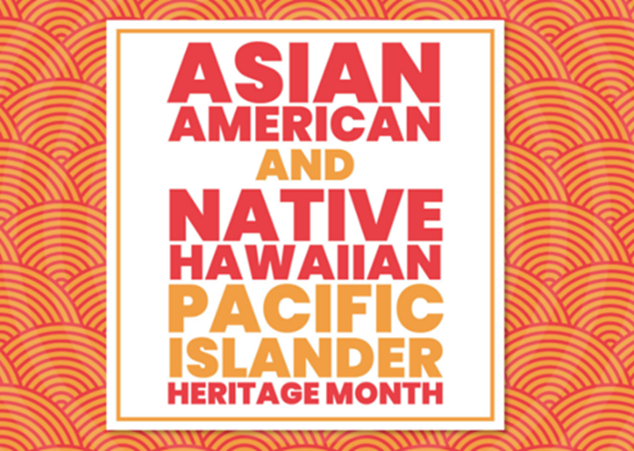 ASIAN
AMERICAN
AND
NATIVE
HAWAIIAN
PACIFIC
ISLANDER
HERITAGE MONTH